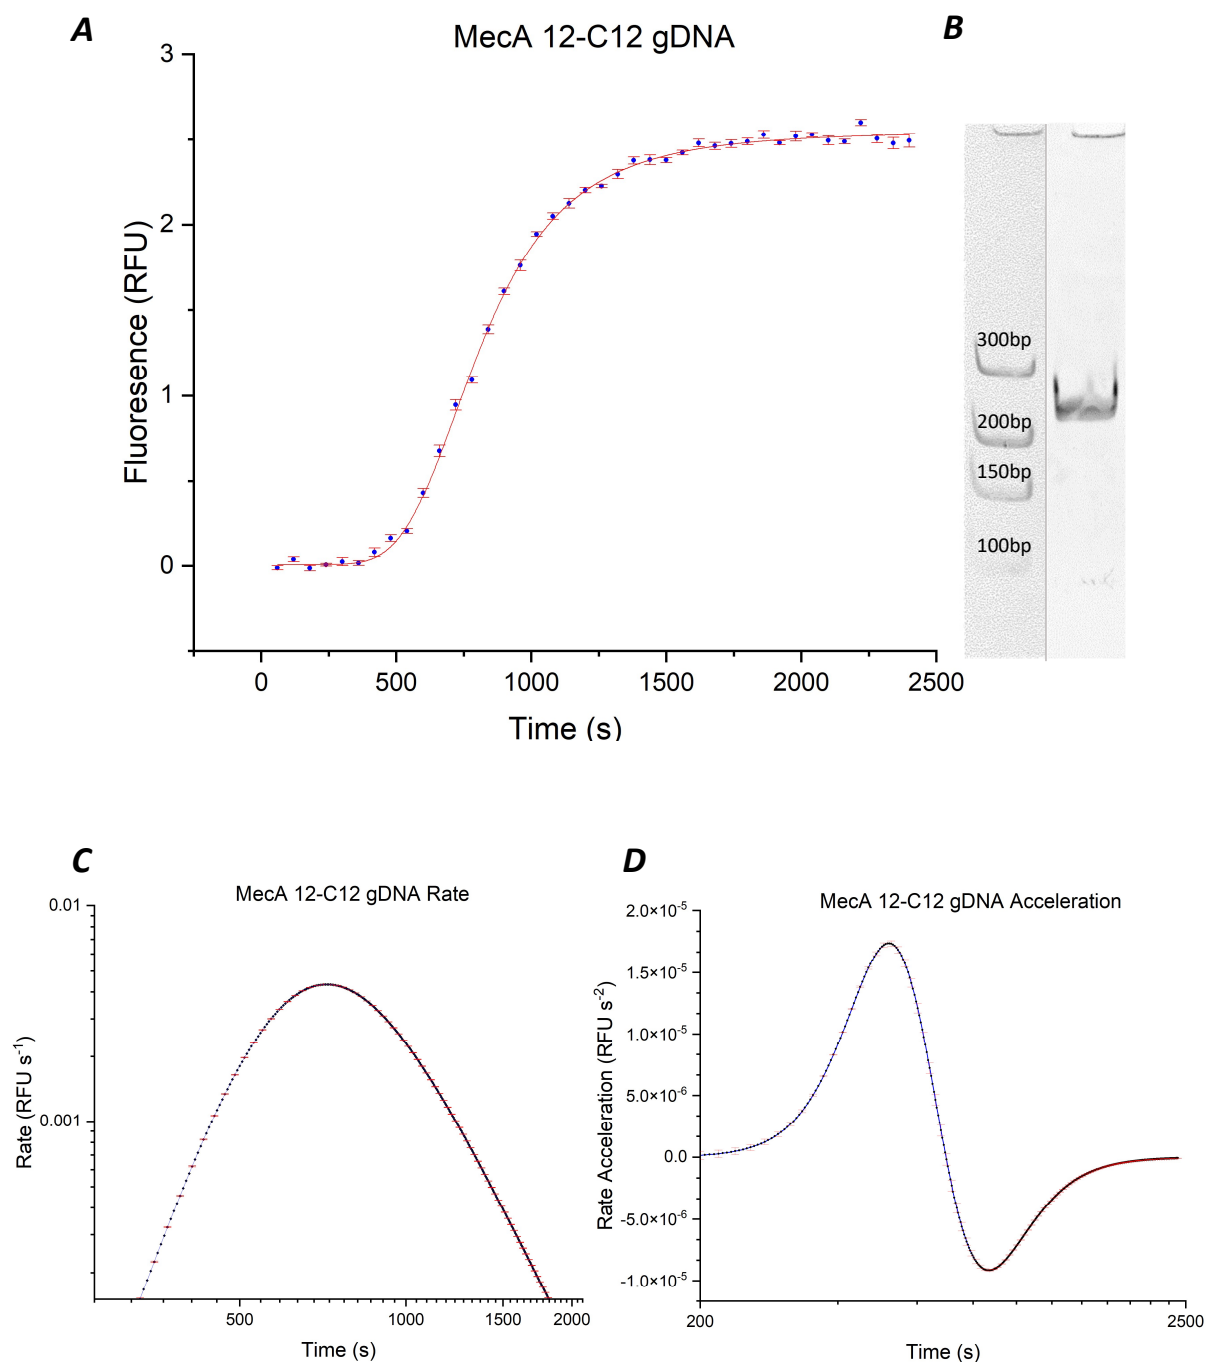 A
MecA 12-C12 gDNA
B
3
2
1
0
Fluoresence (RFU)
0 500 1000 1500 2000 2500
Time (s)
300bp
200bp
150bp
100bp
C
MecA 12-C12 gDNA Rate
0.01
0.001
Rate (RFU s⁻¹)
500 1000 1500 2000
Time (s)
D
MecA 12-C12 gDNA Acceleration
2.0×10⁻⁵
1.5×10⁻⁵
1.0×10⁻⁵
5.0×10⁻⁶
0.0
-5.0×10⁻⁶
-1.0×10⁻⁵
Rate Acceleration (RFU s⁻²)
200 2500
Time (s)